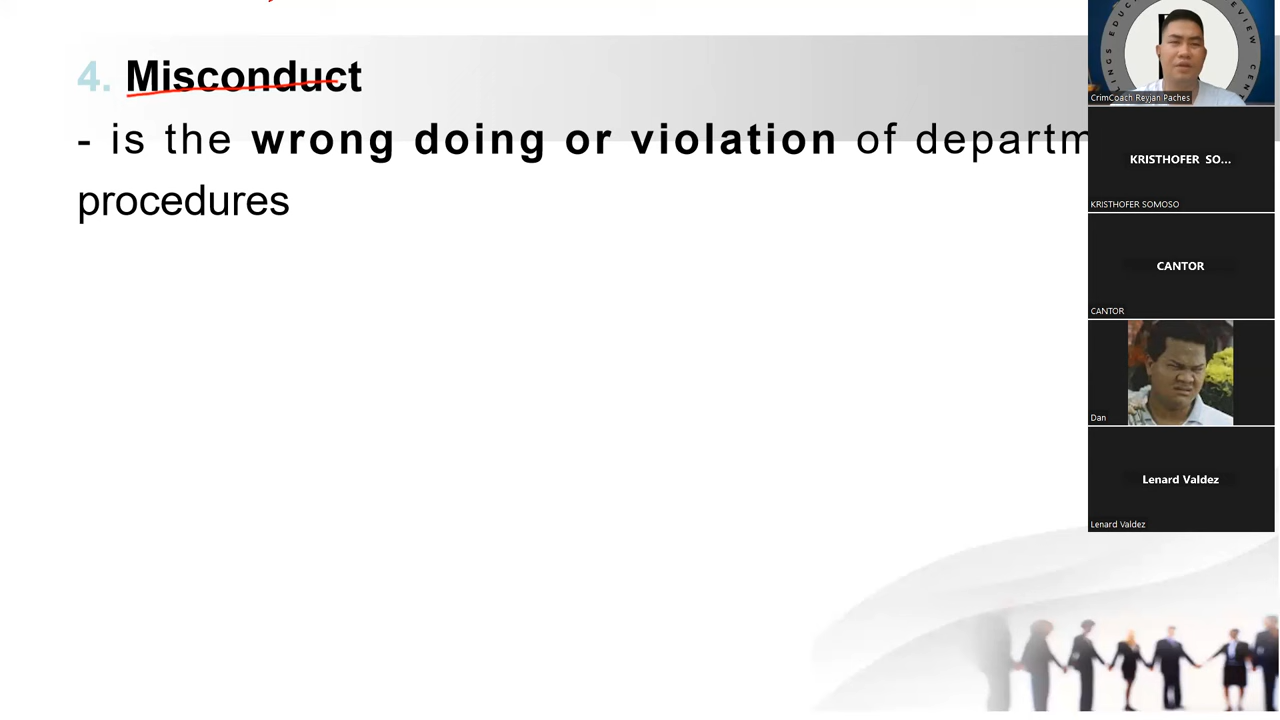 4. Misconduct
- is the wrong doing or violation of
procedures
CrimCoach Reyjan Paches
KRISTHOFER SO...
KRISTHOFER SOMOSO
CANTOR
CANTOR
Dan
Lenard Valdez
Lenard Valdez